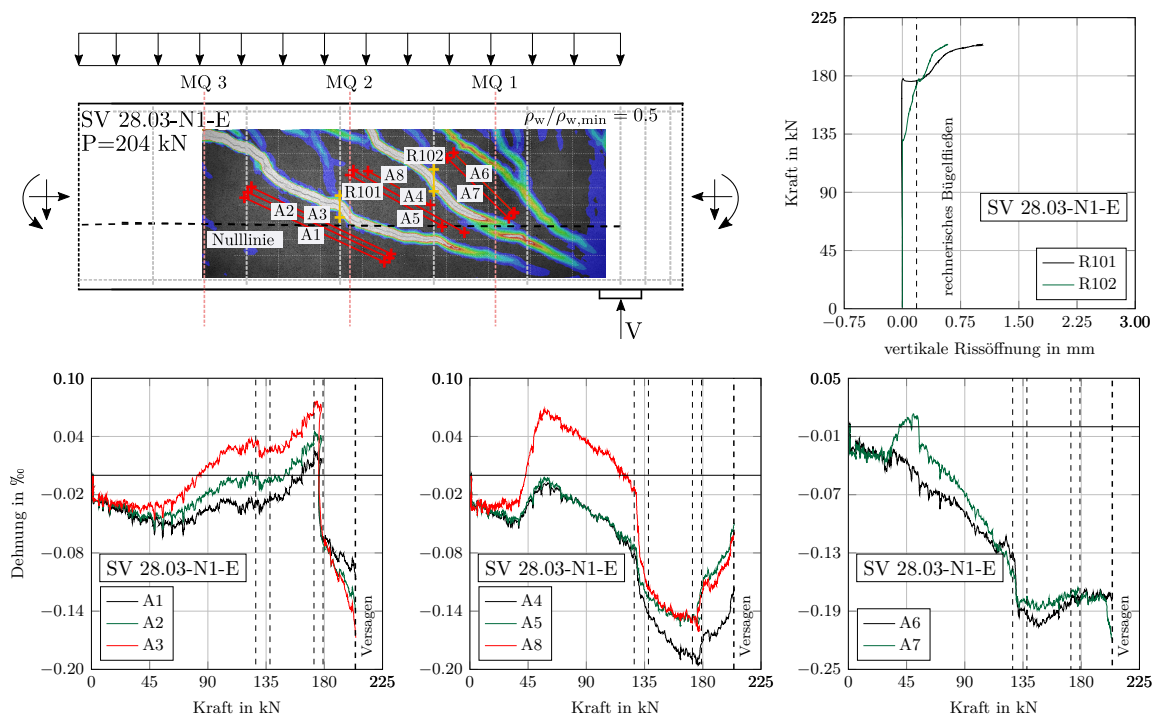 MQ 3
MQ 2
MQ 1
SV 28.03-N1-E
P=204 kN
ρw/ρw,min = 0.5
R102
R101
A8
A6
A7
A4
A2
A3
A5
A1
Nulllinie
V
225
180
135
90
45
0
Kraft in kN
rechnerisches Bügelfließen
SV 28.03-N1-E
R101
R102
−0.75
0.00
0.75
1.50
2.25
3.00
vertikale Rissöffnung in mm
0.10
0.04
−0.02
−0.08
−0.14
−0.20
Dehnung in ‰
SV 28.03-N1-E
A1
A2
A3
Versagen
0
45
90
135
180
225
Kraft in kN
0.10
0.04
−0.02
−0.08
−0.14
−0.20
SV 28.03-N1-E
A4
A5
A8
Versagen
0
45
90
135
180
225
Kraft in kN
0.05
−0.01
−0.07
−0.13
−0.19
−0.25
SV 28.03-N1-E
A6
A7
Versagen
0
45
90
135
180
225
Kraft in kN